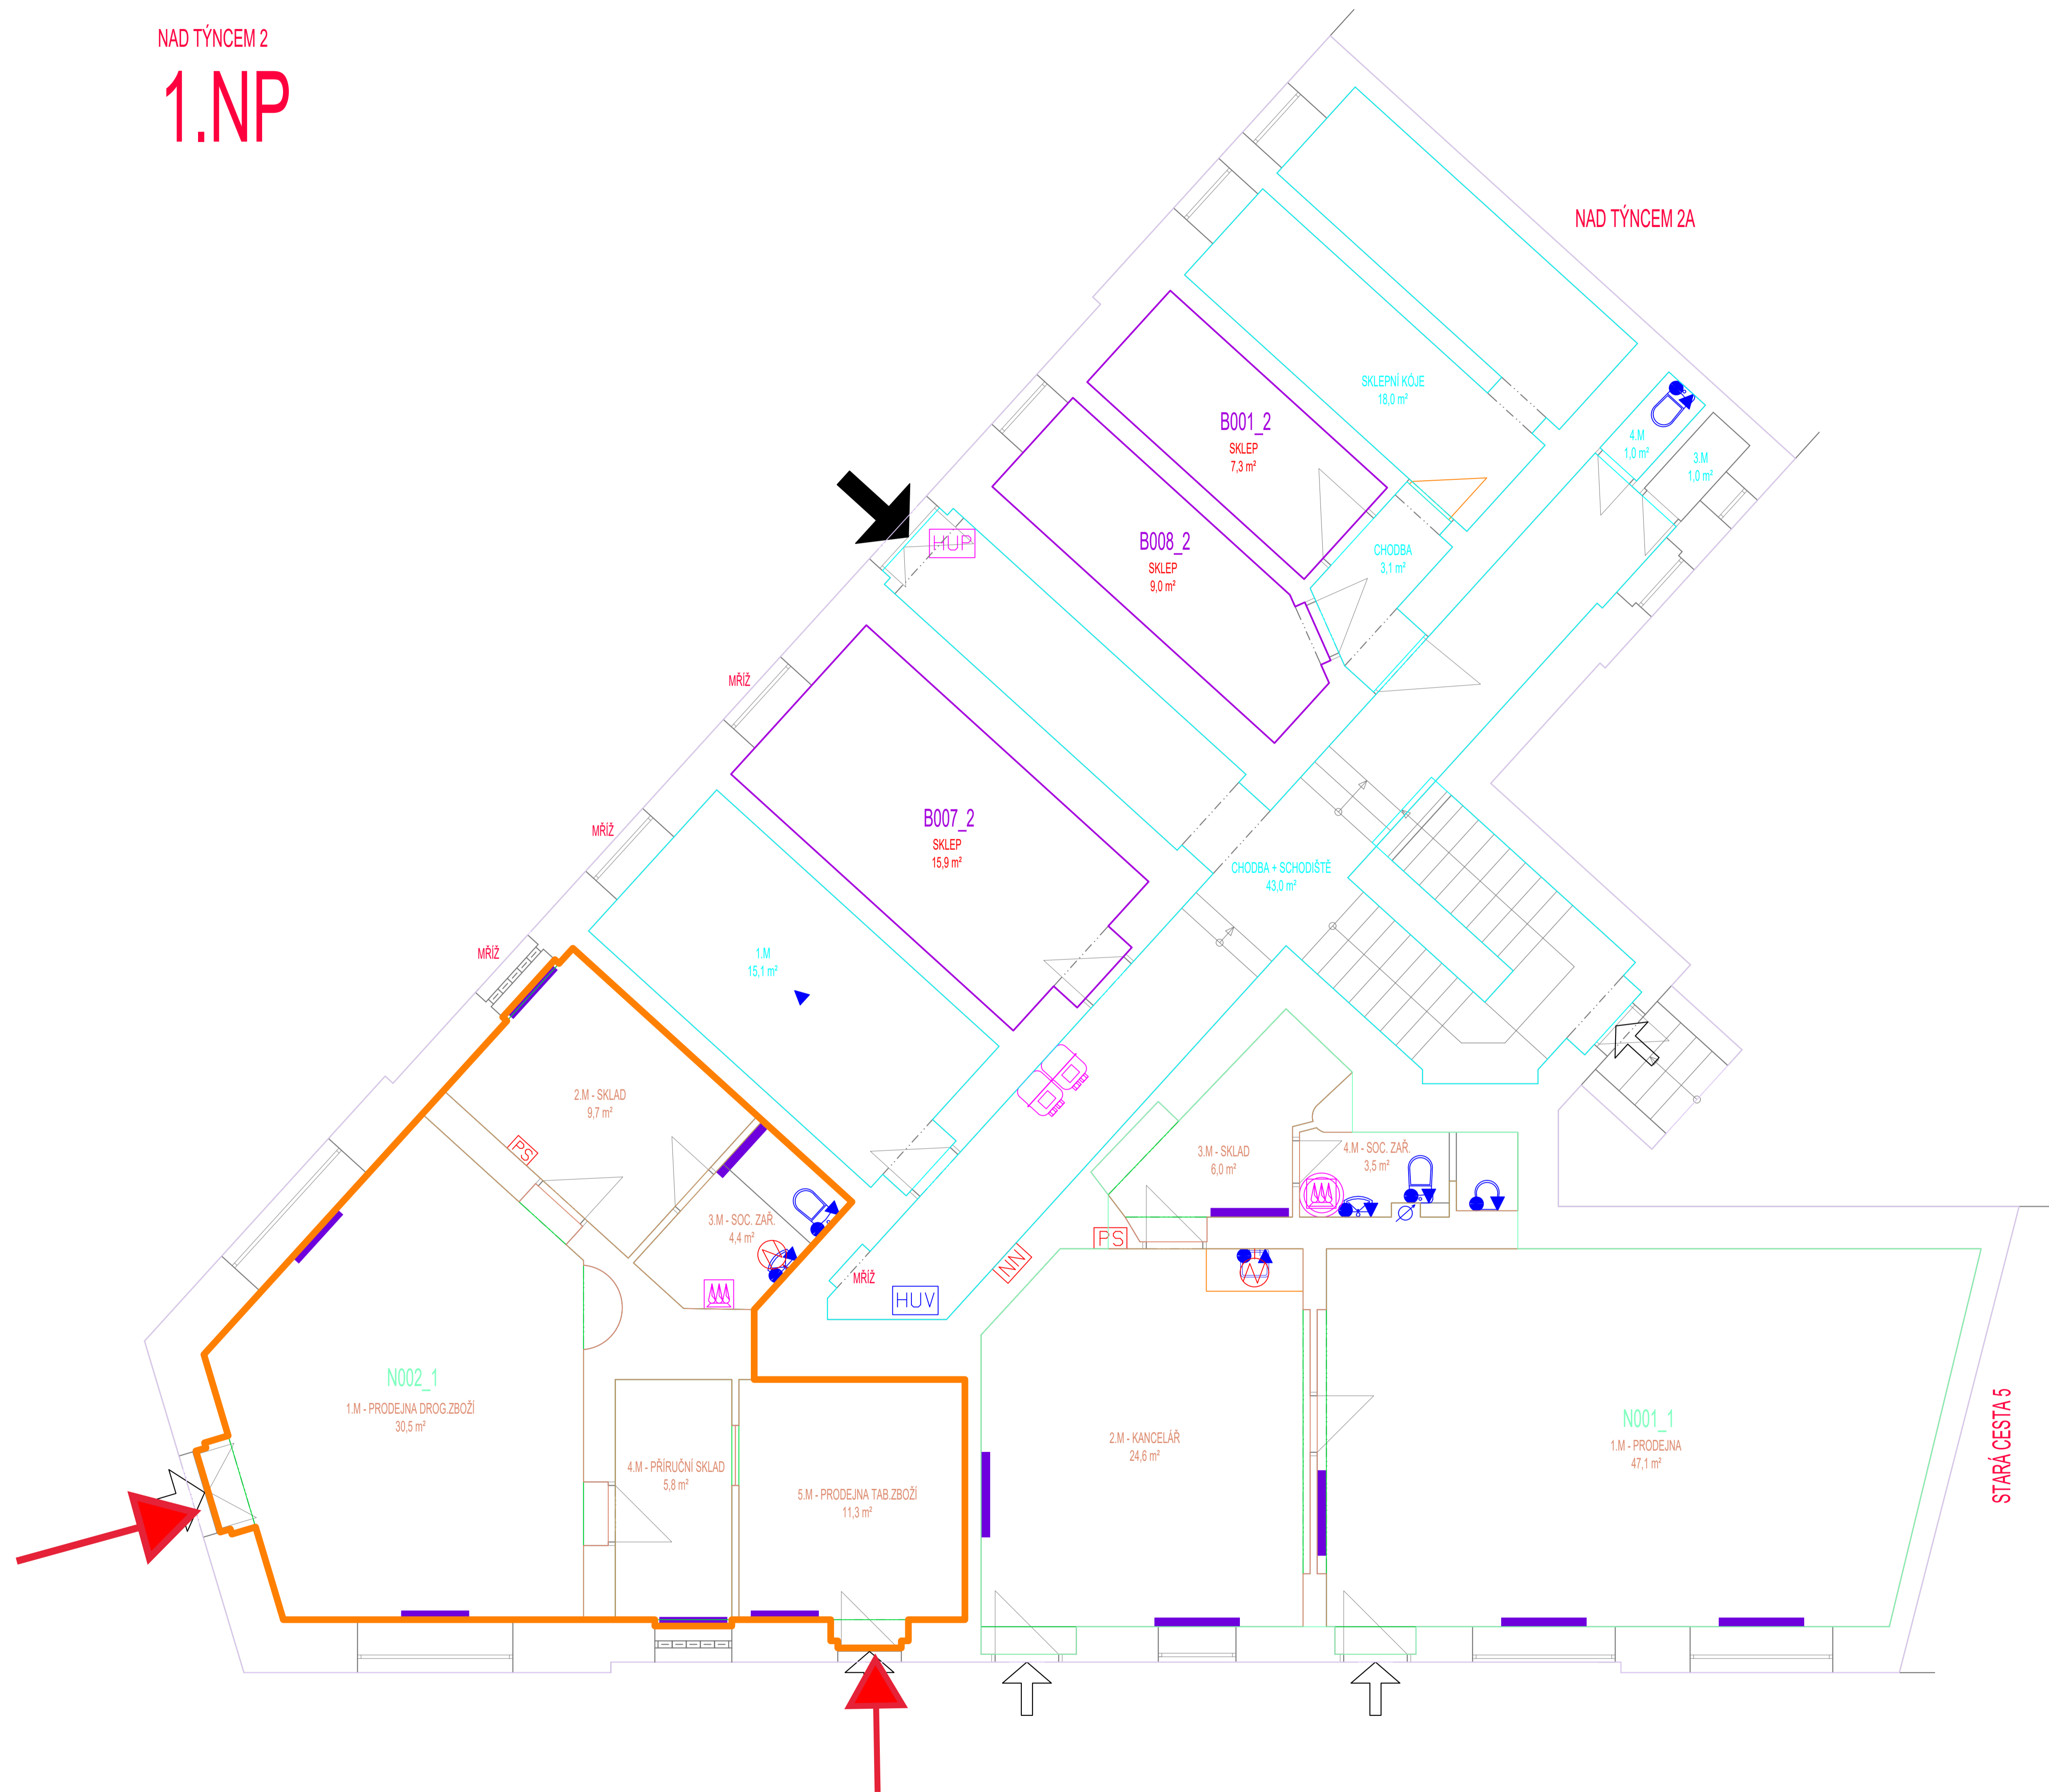 NAD TÝNCEM 2
1.NP
NAD TÝNCEM 2A
SKLEPNÍ KÓJE
18,0 m²
4.M
1,0 m²
3.M
1,0 m²
B001_2
SKLEP
7,3 m²
HUP
B008_2
SKLEP
9,0 m²
CHODBA
3,1 m²
MŘÍŽ
MŘÍŽ
B007_2
SKLEP
15,9 m²
CHODBA + SCHODIŠTĚ
43,0 m²
MŘÍŽ
1.M
15,1 m²
2.M - SKLAD
9,7 m²
PS
3.M - SKLAD
6,0 m²
4.M - SOC. ZAŘ.
3,5 m²
3.M - SOC. ZAŘ.
4,4 m²
PS
NN
MŘÍŽ
HUV
N002_1
1.M - PRODEJNA DROG.ZBOŽÍ
30,5 m²
4.M - PŘÍRUČNÍ SKLAD
5,8 m²
5.M - PRODEJNA TAB.ZBOŽÍ
11,3 m²
2.M - KANCELÁŘ
24,6 m²
N001_1
1.M - PRODEJNA
47,1 m²
STARÁ CESTA 5